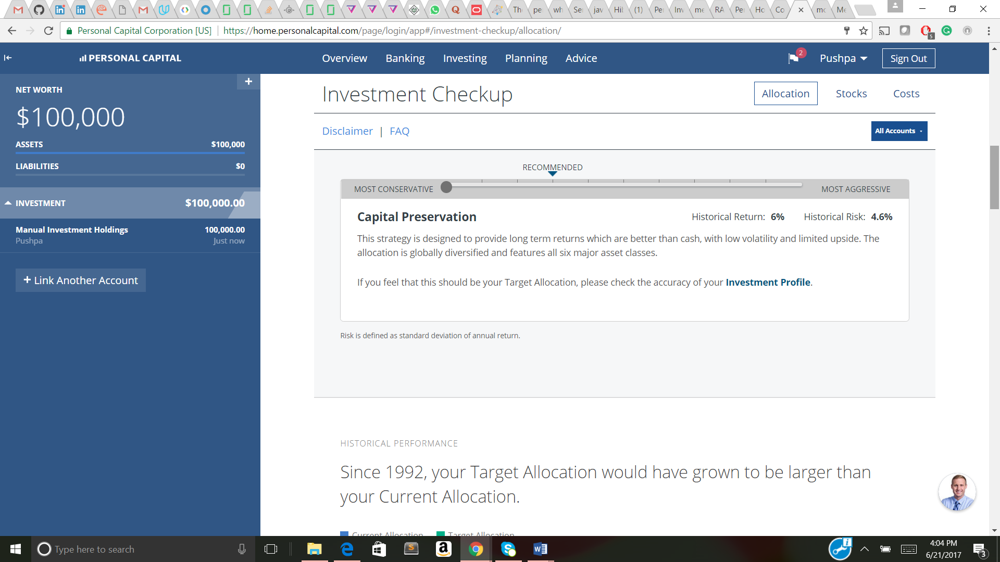 Th
pe
wh
Se
jav
Hil
(1)
Pe
Inv
me
RA
Pe
Ho
Co
mc
Me
Personal Capital Corporation [US]
https://home.personalcapital.com/page/login/app#/investment-checkup/allocation/
5
PERSONAL CAPITAL
Overview
Banking
Investing
Planning
Advice
2
Pushpa
Sign Out
+
NET WORTH
$100,000
ASSETS
$100,000
LIABILITIES
$0
INVESTMENT
$100,000.00
Manual Investment Holdings
100,000.00
Pushpa
Just now
+ Link Another Account
Investment Checkup
Allocation
Stocks
Costs
Disclaimer | FAQ
All Accounts
RECOMMENDED
MOST CONSERVATIVE
MOST AGGRESSIVE
Capital Preservation
Historical Return: 6%
Historical Risk: 4.6%
This strategy is designed to provide long term returns which are better than cash, with low volatility and limited upside. The
allocation is globally diversified and features all six major asset classes.
If you feel that this should be your Target Allocation, please check the accuracy of your Investment Profile.
Risk is defined as standard deviation of annual return.
HISTORICAL PERFORMANCE
Since 1992, your Target Allocation would have grown to be larger than
your Current Allocation.
Current Allocation
Target Allocation
Type here to search
4:04 PM
6/21/2017
3